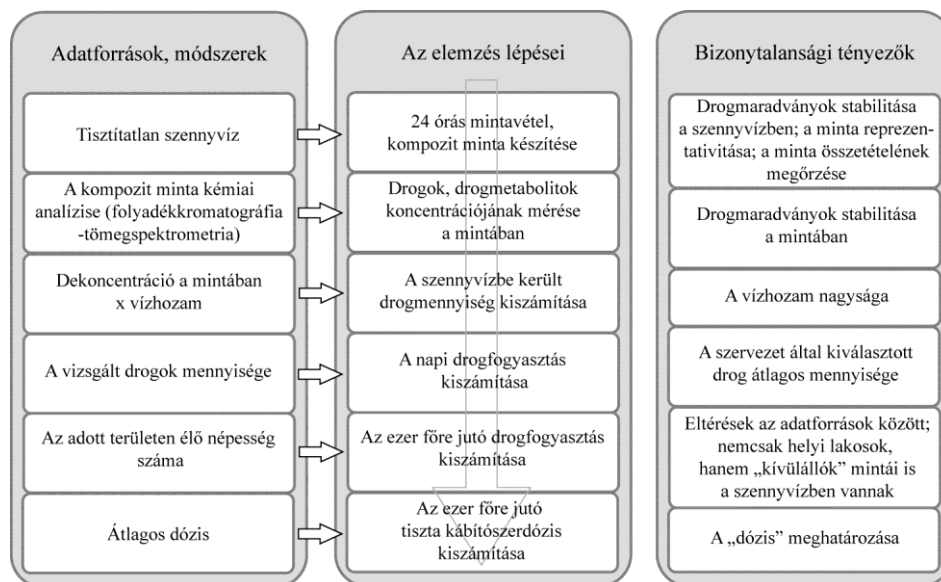 Adatforrások, módszerek
Tisztítatlan szennyvíz
A kompozit minta kémiai
analízise (folyadékkromatográfia
-tömegspektrometria)
Dekoncentráció a mintában
x vízhozam
A vizsgált drogok mennyisége
Az adott területen élő népesség
száma
Átlagos dózis
Az elemzés lépései
24 órás mintavétel,
kompozit minta készítése
Drogok, drogmetabolitok
koncentrációjának mérése
a mintában
A szennyvízbe került
drogmennyiség kiszámítása
A napi drogfogyasztás
kiszámítása
Az ezer főre jutó drogfogyasztás
kiszámítása
Az ezer főre jutó
tiszta kábítószerdózis
kiszámítása
Bizonytalansági tényezők
Drogmaradványok stabilitása
a szennyvízben; a minta reprezen-
tativitása; a minta összetételének
megőrzése
Drogmaradványok stabilitása
a mintában
A vízhozam nagysága
A szervezet által kiválasztott
drog átlagos mennyisége
Eltérések az adatforrások között;
nemcsak helyi lakosok,
hanem „kívülállók” mintái is
a szennyvízben vannak
A „dózis” meghatározása